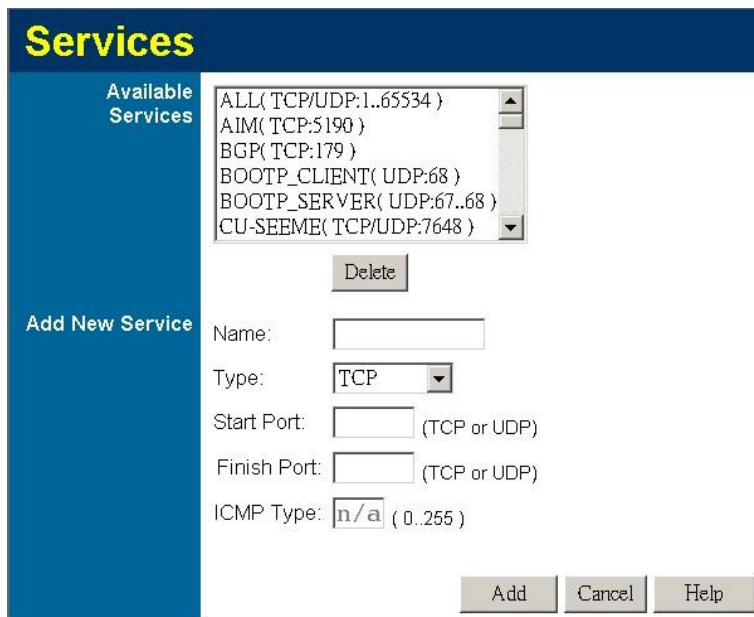 Services
Available
Services
ALL( TCP/UDP:1..65534 )
AIM( TCP:5190 )
BGP( TCP:179 )
BOOTP_CLIENT( UDP:68 )
BOOTP_SERVER( UDP:67..68 )
CU-SEEME( TCP/UDP:7648 )
Delete
Add New Service
Name:
Type: TCP
Start Port: (TCP or UDP)
Finish Port: (TCP or UDP)
ICMP Type: n/a ( 0..255 )
Add Cancel Help